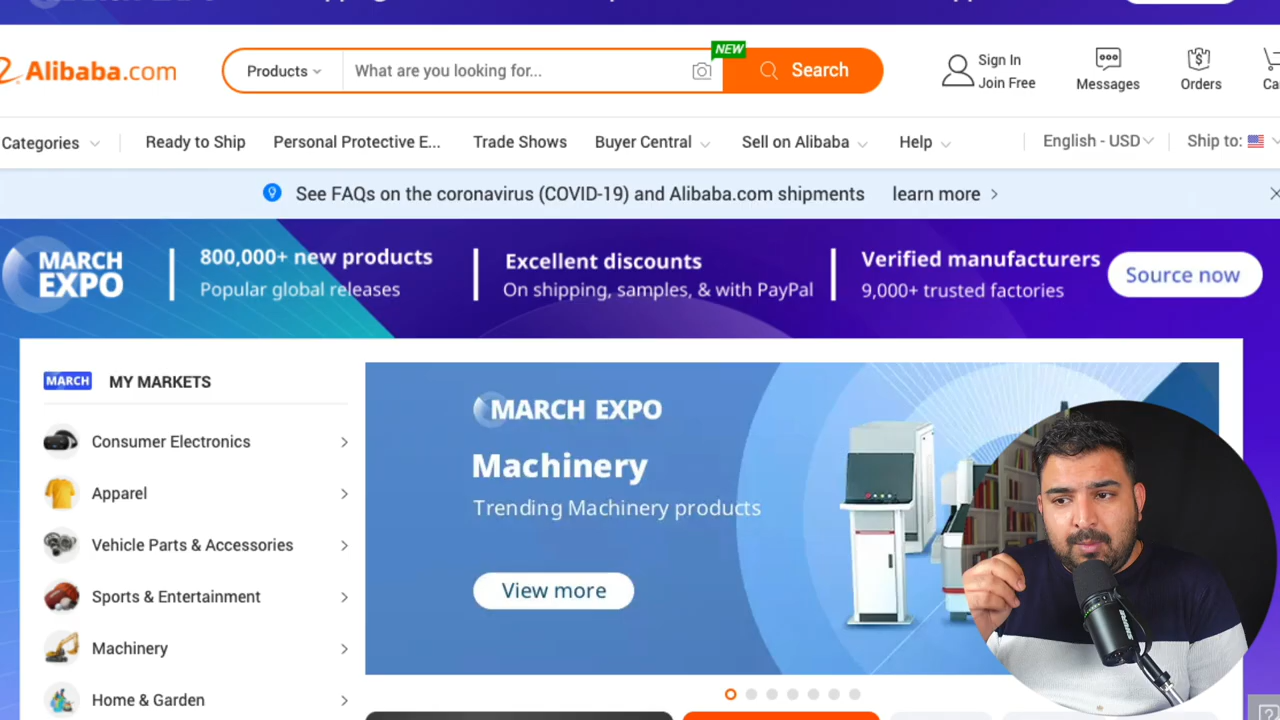 Alibaba.com
Products
What are you looking for...
NEW
Search
Sign In
Join Free
Messages
Orders
Categories
Ready to Ship
Personal Protective E...
Trade Shows
Buyer Central
Sell on Alibaba
Help
English - USD
Ship to:
See FAQs on the coronavirus (COVID-19) and Alibaba.com shipments
learn more
MARCH
EXPO
800,000+ new products
Popular global releases
Excellent discounts
On shipping, samples, & with PayPal
Verified manufacturers
9,000+ trusted factories
Source now
MARCH MY MARKETS
Consumer Electronics
Apparel
Vehicle Parts & Accessories
Sports & Entertainment
Machinery
Home & Garden
MARCH EXPO
Machinery
Trending Machinery products
View more